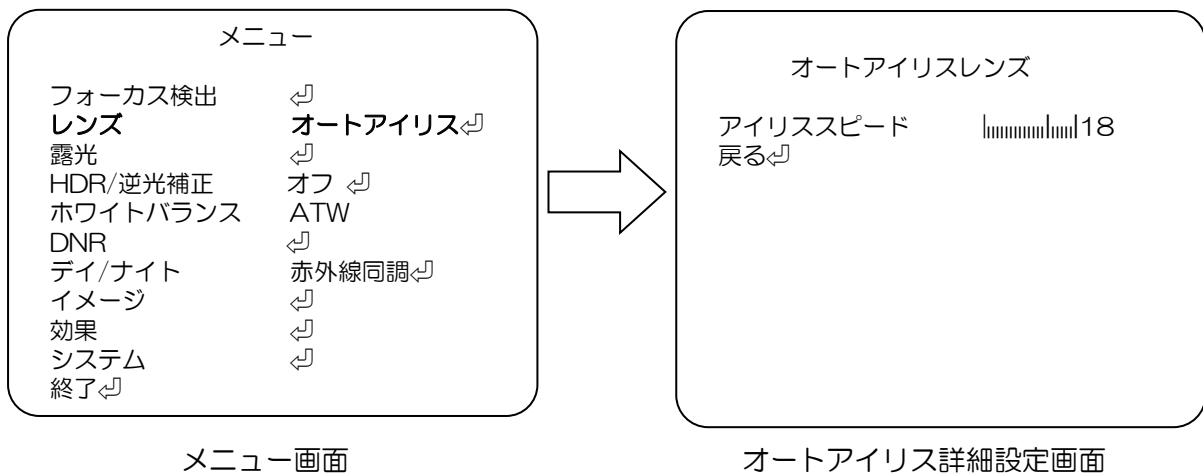 メニュー
フォーカス検出 ⏎
レンズ オートアイリス⏎
露光 ⏎
HDR/逆光補正 オフ ⏎
ホワイトバランス ATW
DNR ⏎
デイ/ナイト 赤外線同調⏎
イメージ ⏎
効果 ⏎
システム ⏎
終了⏎
メニュー画面
オートアイリスレンズ
アイリススピード 18
戻る⏎
オートアイリス詳細設定画面